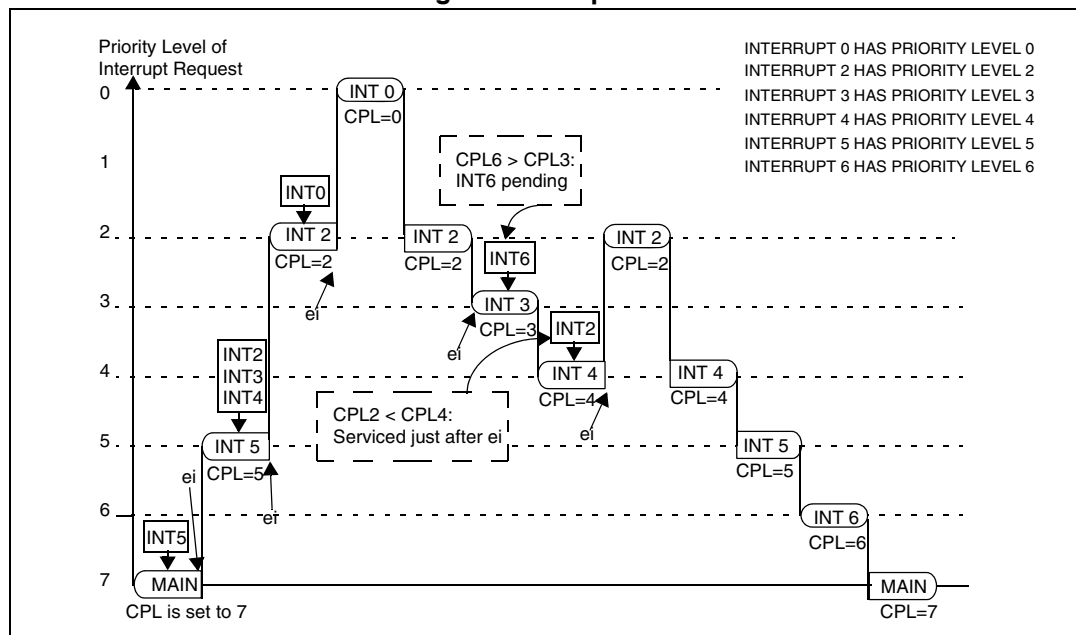 Priority Level of
Interrupt Request
INTERRUPT 0 HAS PRIORITY LEVEL 0
INTERRUPT 2 HAS PRIORITY LEVEL 2
INTERRUPT 3 HAS PRIORITY LEVEL 3
INTERRUPT 4 HAS PRIORITY LEVEL 4
INTERRUPT 5 HAS PRIORITY LEVEL 5
INTERRUPT 6 HAS PRIORITY LEVEL 6
0
INT 0
CPL=0
1
CPL6 > CPL3:
INT6 pending
INT0
2
INT 2
CPL=2
INT 2
CPL=2
INT 2
CPL=2
INT6
ei
3
INT 3
CPL=3
ei
INT2
INT2
INT3
INT4
4
INT 4
CPL=4
INT 4
CPL=4
CPL2 < CPL4:
Serviced just after ei
ei
5
INT 5
CPL=5
INT 5
CPL=5
ei
ei
6
INT 6
CPL=6
INT5
7
MAIN
CPL is set to 7
MAIN
CPL=7